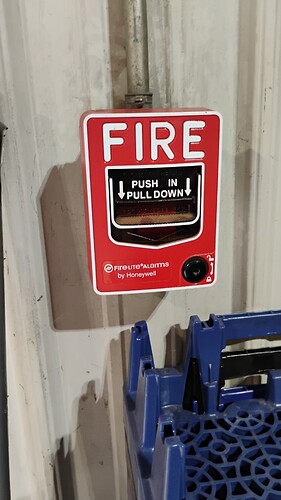 FIRE
PUSH IN
PULL DOWN
FIRE•LITE® ALARMS
by Honeywell